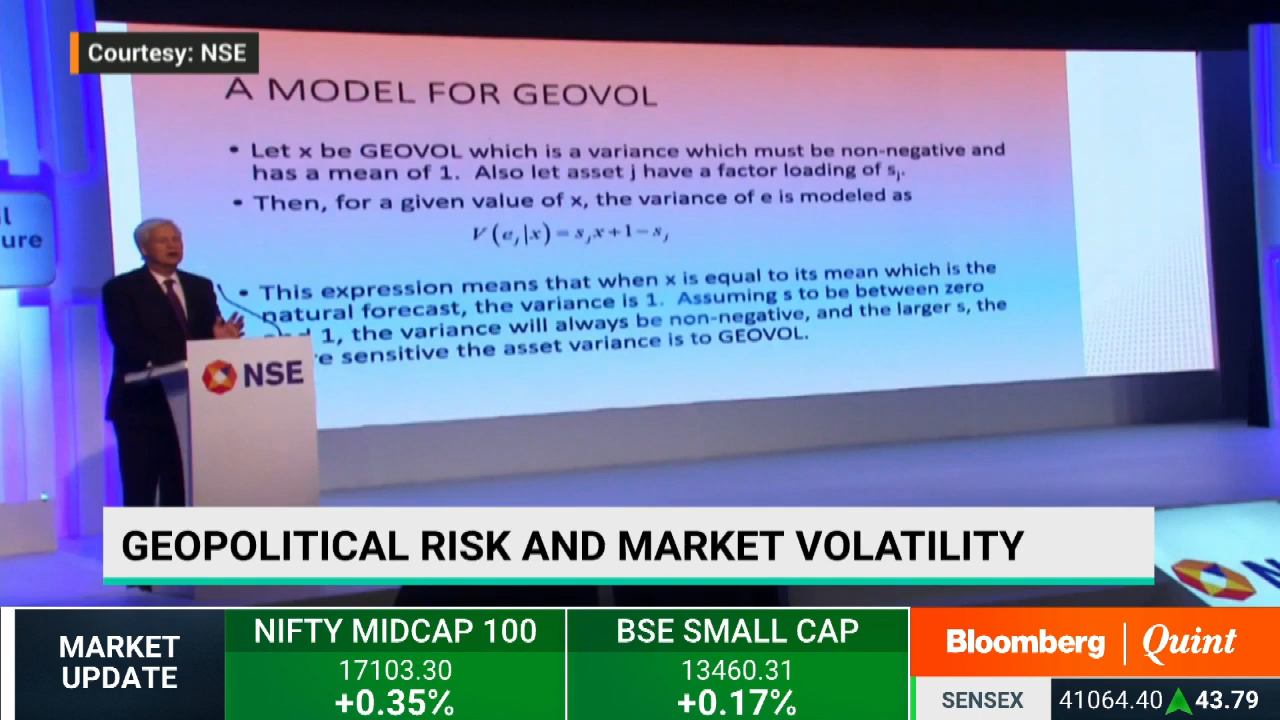 Courtesy: NSE
A MODEL FOR GEOVOL
• Let x be GEOVOL which is a variance which must be non-negative and
has a mean of 1. Also let asset j have a factor loading of sj.
• Then, for a given value of x, the variance of e is modeled as
V(ej|x)=sjx+1−sj
• This expression means that when x is equal to its mean which is the
natural forecast, the variance is 1. Assuming s to be between zero
1, the variance will always be non-negative, and the larger s, the
sensitive the asset variance is to GEOVOL.
ure
NSE
GEOPOLITICAL RISK AND MARKET VOLATILITY
MARKET
UPDATE
NIFTY MIDCAP 100
17103.30
+0.35%
BSE SMALL CAP
13460.31
+0.17%
Bloomberg | Quint
SENSEX 41064.40 ▲ 43.79